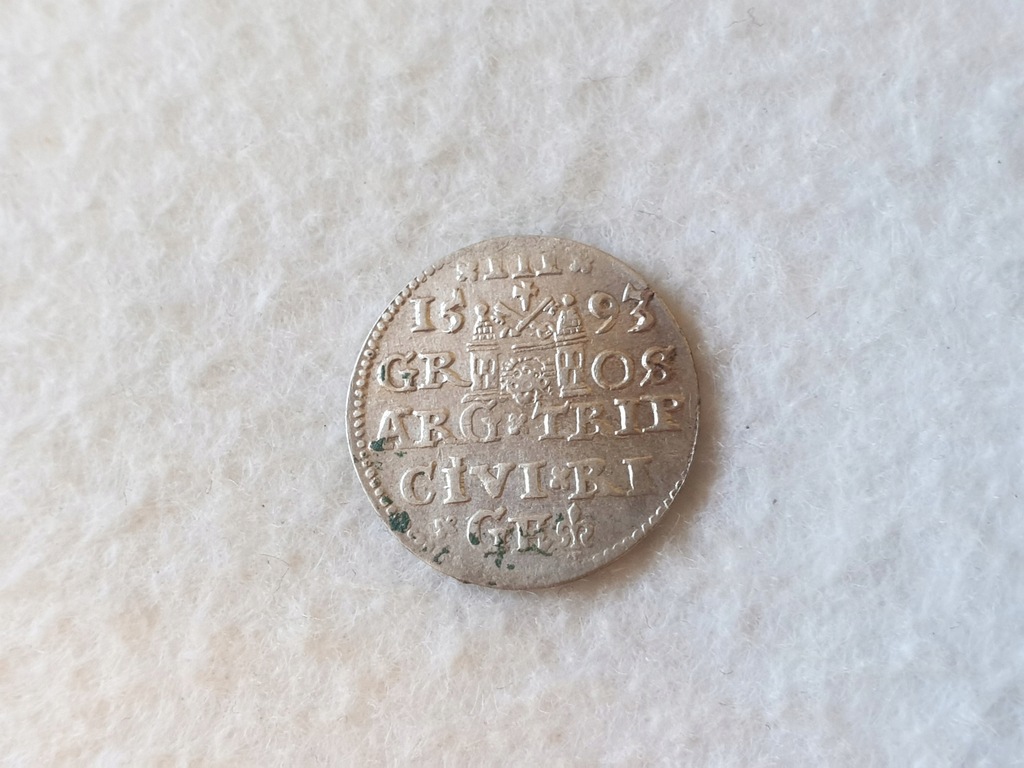 III
15 93
GR OS
ARG TRIP
CIVI RI
GE